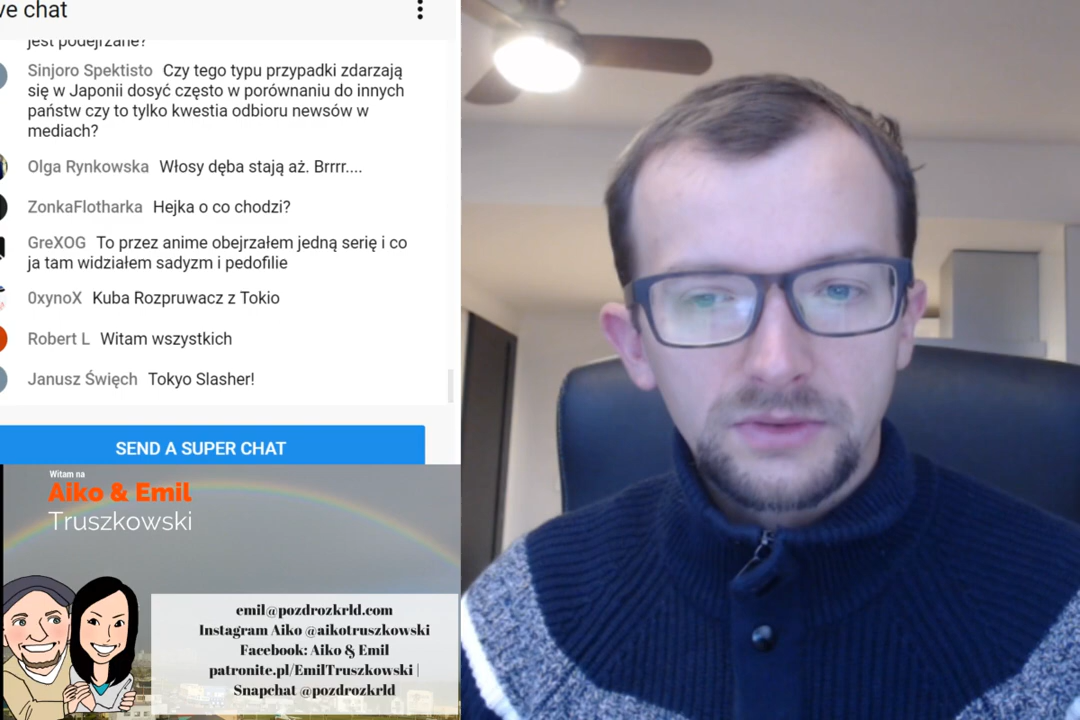 ve chat
jest podejrzane?
Sinjoro Spektisto Czy tego typu przypadki zdarzają
się w Japonii dosyć często w porównaniu do innych
państw czy to tylko kwestia odbioru newsów w
mediach?
Olga Rynkowska Włosy dęba stają aż. Brrrr....
ZonkaFlotharka Hejka o co chodzi?
GreXOG To przez anime obejrzałem jedną serię i co
ja tam widziałem sadyzm i pedofilie
0xynoX Kuba Rozpruwacz z Tokio
Robert L Witam wszystkich
Janusz Święch Tokyo Slasher!
SEND A SUPER CHAT
Witam na
Aiko & Emil
Truszkowski
emil@pozdrozkrld.com
Instagram Aiko @aikotruszkowski
Facebook: Aiko & Emil
patronite.pl/EmilTruszkowski |
Snapchat @pozdrozkrld